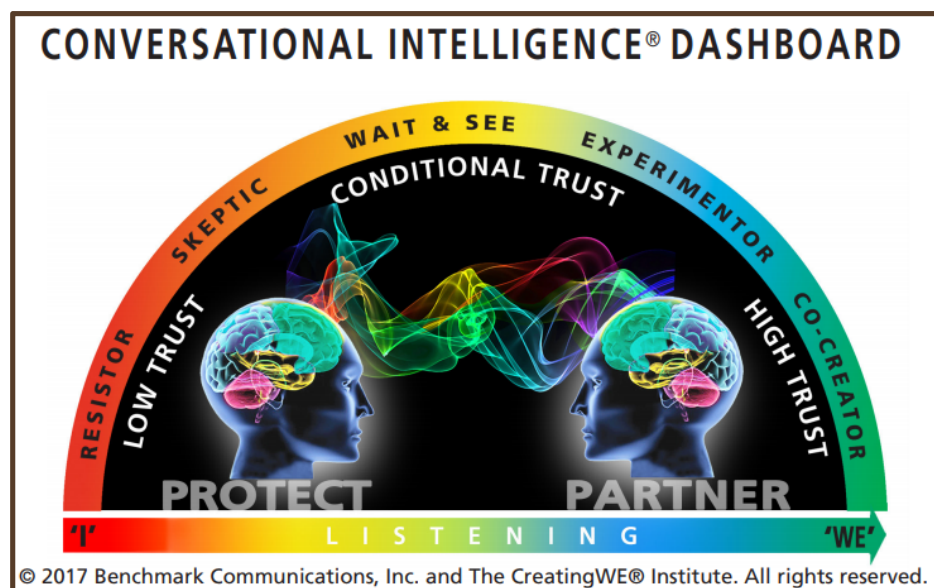 CONVERSATIONAL INTELLIGENCE® DASHBOARD
RESISTOR
SKEPTIC
WAIT & SEE
EXPERIMENTOR
CO-CREATOR
LOW TRUST
CONDITIONAL TRUST
HIGH TRUST
PROTECT
PARTNER
'I'
LISTENING
'WE'
© 2017 Benchmark Communications, Inc. and The CreatingWE® Institute. All rights reserved.